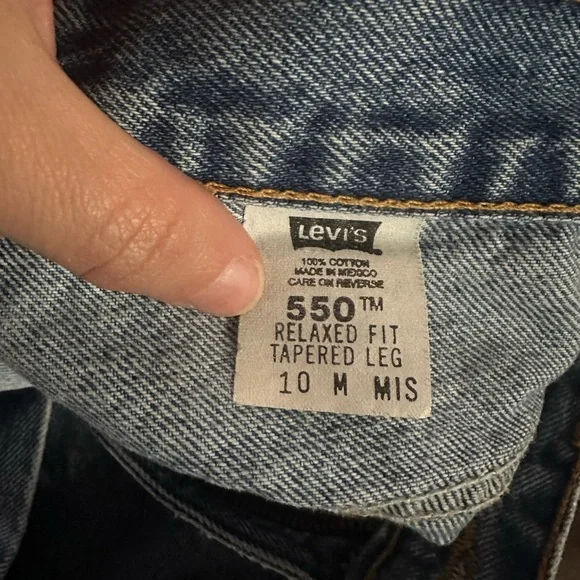 Levi's
100% COTTON
MADE IN MEXICO
CARE ON REVERSE
550™
RELAXED FIT
TAPERED LEG
10 M MIS